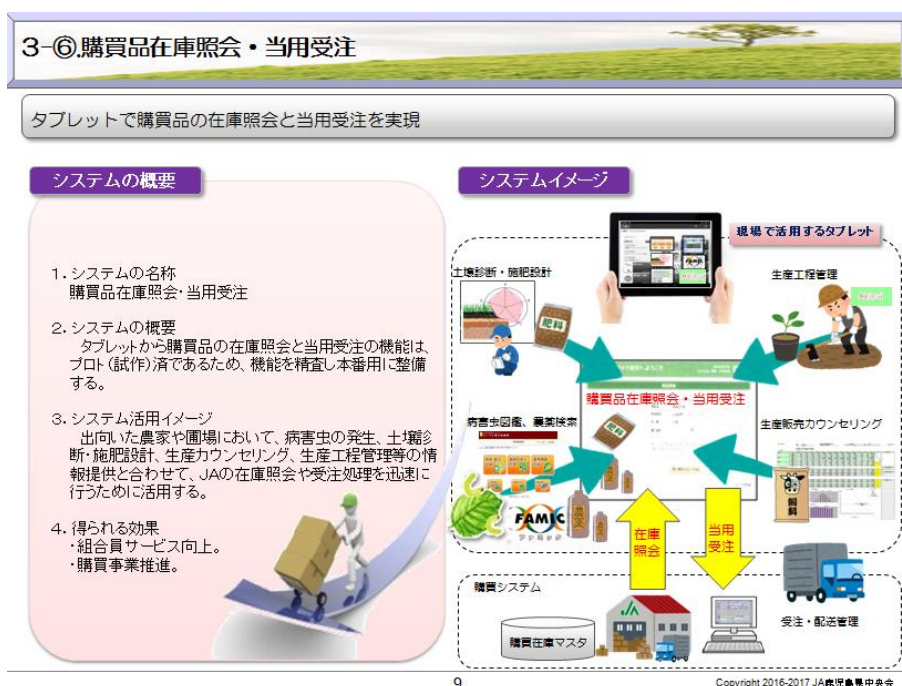 3-⑥.購買品在庫照会・当用受注
タブレットで購買品の在庫照会と当用受注を実現
システムの概要
1. システムの名称
購買品在庫照会・当用受注
2. システムの概要
タブレットから購買品の在庫照会と当用受注の機能は、
プロト(試作)済であるため、機能を精査し本番用に整備
する。
3. システム活用イメージ
出向いた農家や圃場において、病害虫の発生、土壌診
断・施肥設計、生産カウンセリング、生産工程管理等の情
報提供と合わせて、JAの在庫照会や受注処理を迅速に
行うために活用する。
4. 得られる効果
・組合員サービス向上。
・購買事業推進。
システムイメージ
現場で活用するタブレット
土壌診断・施肥設計
生産工程管理
肥料
購買品在庫照会・当用受注
病害虫図鑑、農薬検索
生産販売カウンセリング
飼料
FAMIC
ファミック
在庫
照会
当用
受注
購買システム
JA
購買在庫マスタ
受注・配送管理
9
Copyright 2016-2017 JA鹿児島県中央会